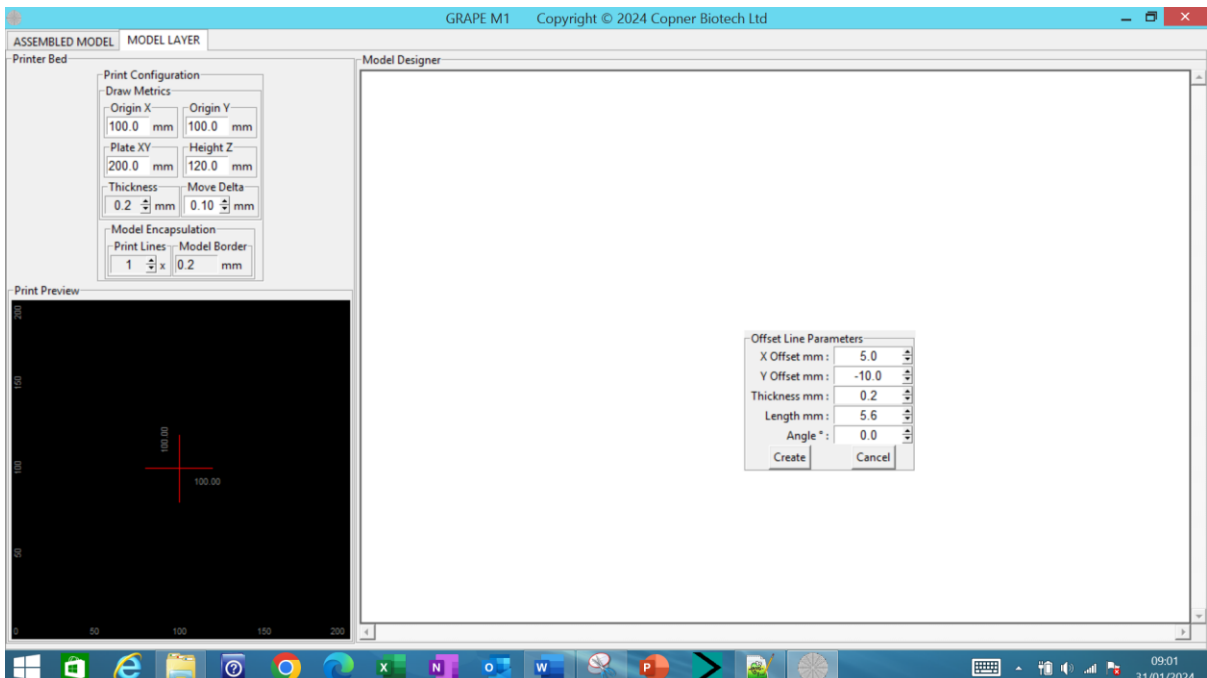 GRAPE M1 Copyright © 2024 Copner Biotech Ltd
ASSEMBLED MODEL MODEL LAYER
Printer Bed
Print Configuration
Draw Metrics
Origin X Origin Y
100.0 mm 100.0 mm
Plate XY Height Z
200.0 mm 120.0 mm
Thickness Move Delta
0.2 mm 0.10 mm
Model Encapsulation
Print Lines Model Border
1 x 0.2 mm
Print Preview
200
150
100
50
0 50 100 150 200
100.00
100.00
Model Designer
Offset Line Parameters
X Offset mm : 5.0
Y Offset mm : -10.0
Thickness mm : 0.2
Length mm : 5.6
Angle ° : 0.0
Create Cancel
09:01
31/01/2024